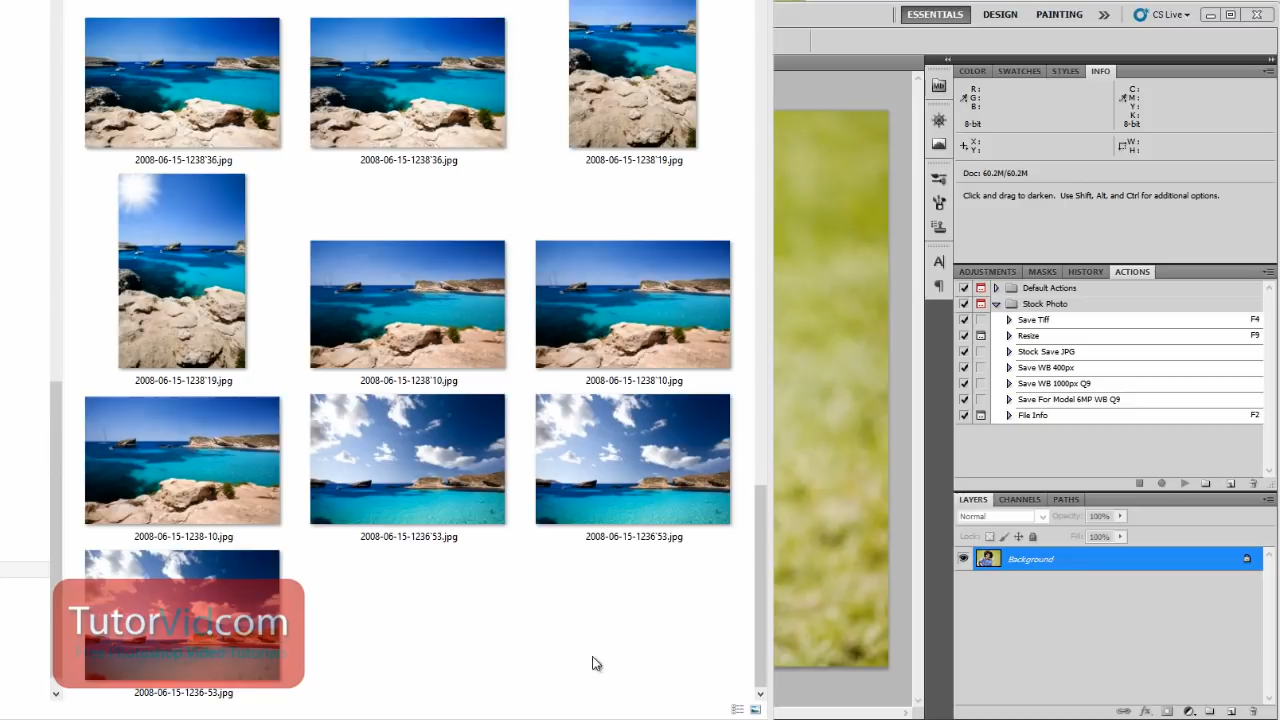 ESSENTIALS DESIGN PAINTING CS Live
COLOR SWATCHES STYLES INFO
R: C:
G: M:
B: Y:
K:
8-bit 8-bit
X: W:
Y: H:
Doc: 60.2M/60.2M
Click and drag to darken. Use Shift, Alt, and Ctrl for additional options.
ADJUSTMENTS MASKS HISTORY ACTIONS
Default Actions
Stock Photo
Save Tiff F4
Resize F9
Stock Save JPG
Save WB 400px
Save WB 1000px Q9
Save For Model 6MP WB Q9
File Info F2
LAYERS CHANNELS PATHS
Normal Opacity: 100%
Lock: Fill: 100%
Background
2008-06-15-1238'36.jpg 2008-06-15-1238'36.jpg 2008-06-15-1238'19.jpg
2008-06-15-1238'19.jpg 2008-06-15-1238'10.jpg 2008-06-15-1238'10.jpg
2008-06-15-1238-10.jpg 2008-06-15-1236'53.jpg 2008-06-15-1236'53.jpg
TutorVid.com
Free Photoshop Video Tutorials
2008-06-15-1236-53.jpg